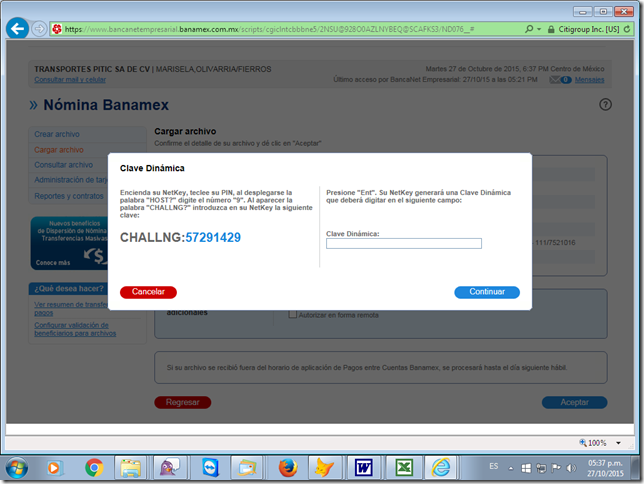 https://www.bancanetempresarial.banamex.com.mx/scripts/cgiclntcbbbne5/2NSU@928O0AZLNYBEQ@SCAFKS3/ND076__#
Citigroup Inc. [US]
TRANSPORTES PITIC SA DE CV | MARISELA,OLIVARRIA/FIERROS
Martes 27 de Octubre de 2015, 6:37 PM Centro de México
Consultar mail y celular
Último acceso por BancaNet Empresarial: 27/10/15 a las 05:21 PM
0 Mensajes
» Nómina Banamex
?
Crear archivo
Cargar archivo
Consultar archivo
Administración de tarj
Reportes y contratos
Cargar archivo
Confirme el detalle de su archivo y dé clic en "Aceptar"
Clave Dinámica
Encienda su NetKey, teclee su PIN, al desplegarse la
palabra "HOST?" digite el número "9". Al aparecer la
palabra "CHALLNG?" introduzca en su NetKey la siguiente
clave:
CHALLNG:57291429
Presione "Ent". Su NetKey generará una Clave Dinámica
que deberá digitar en el siguiente campo:
Clave Dinámica:
Cancelar
Continuar
111/7521016
Nuevos beneficios
de Dispersión de Nómina
Transferencias Masivas
Conoce más
$
¿Qué desea hacer?
Ver resumen de transfe
pagos
Configurar validación de
beneficiarios para archivos
adicionales
Autorizar en forma remota
Si su archivo se recibió fuera del horario de aplicación de Pagos entre Cuentas Banamex, se procesará hasta el día siguiente hábil.
Regresar
Aceptar
100%
ES
05:37 p.m.
27/10/2015